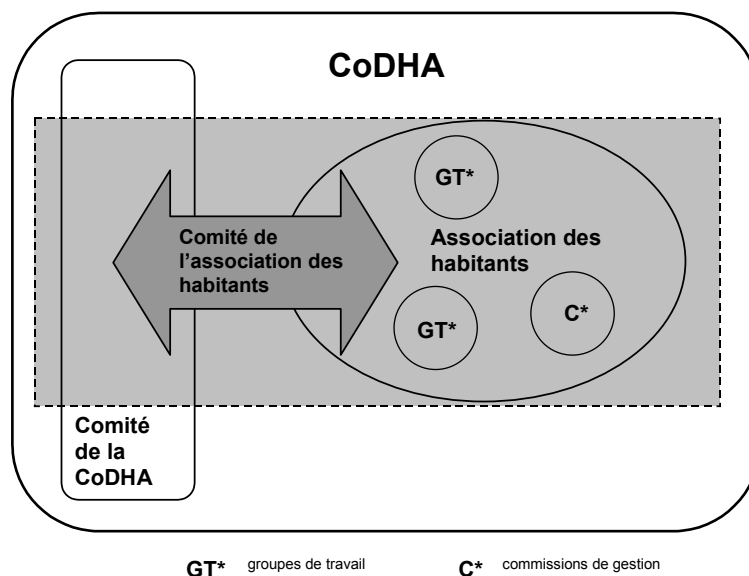 CoDHA
GT*
Comité de
l'association des
habitants
Association des
habitants
GT*
C*
Comité
de la
CoDHA
GT* groupes de travail
C* commissions de gestion